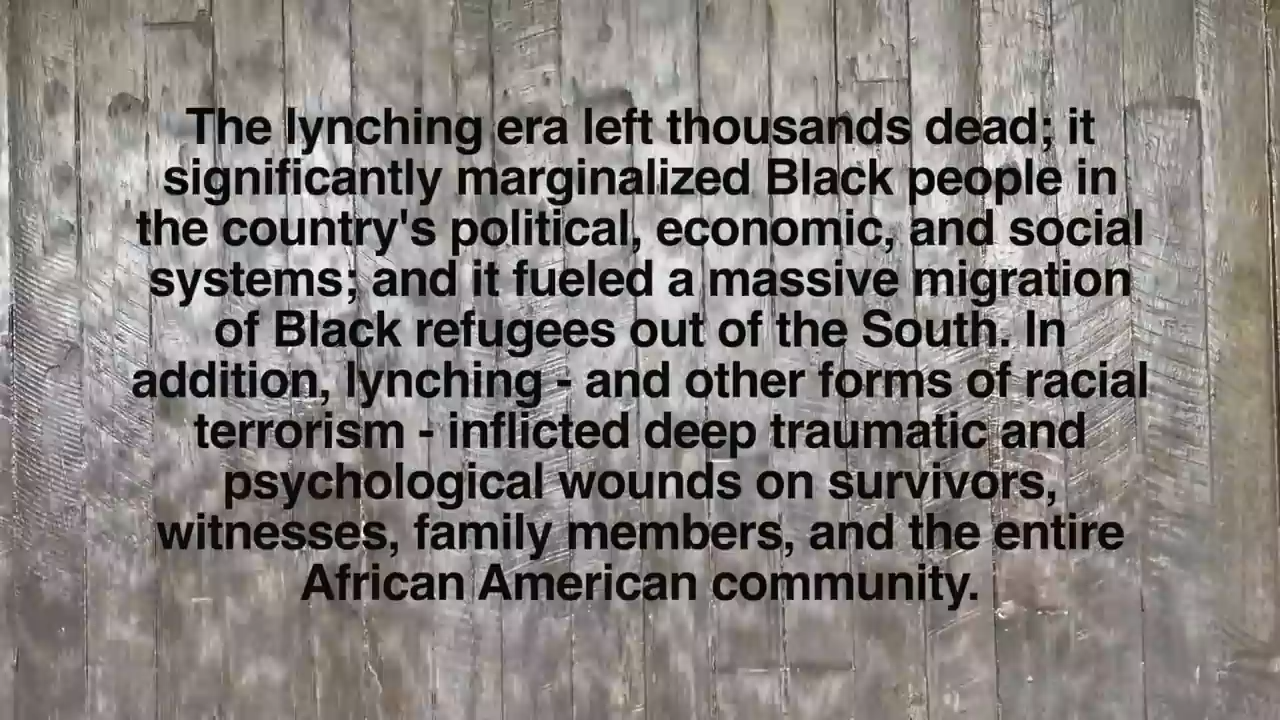 The lynching era left thousands dead; it
significantly marginalized Black people in
the country's political, economic, and social
systems; and it fueled a massive migration
of Black refugees out of the South. In
addition, lynching - and other forms of racial
terrorism - inflicted deep traumatic and
psychological wounds on survivors,
witnesses, family members, and the entire
African American community.